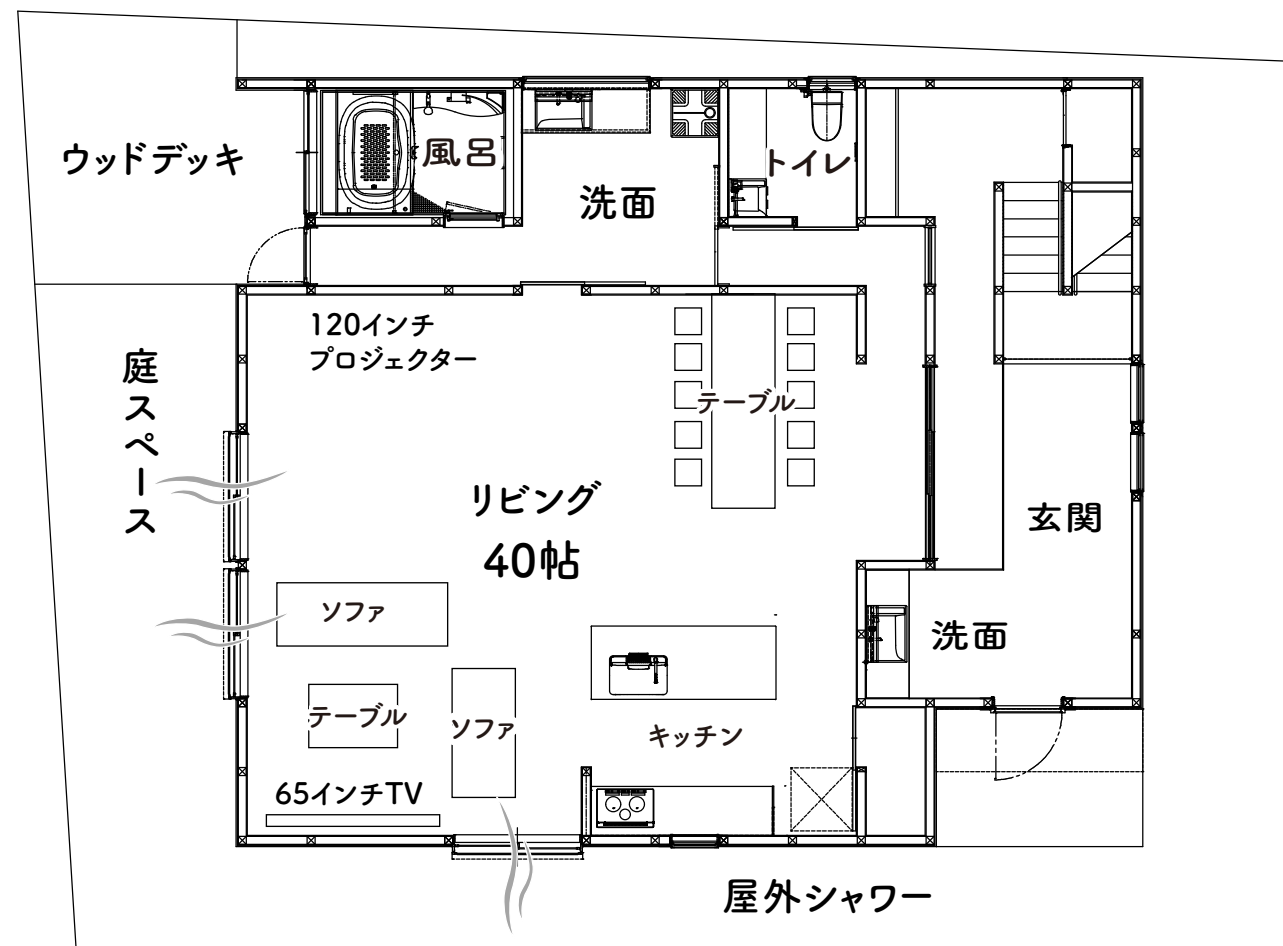 ウッドデッキ
風呂
洗面
トイレ
120インチ
プロジェクター
庭スペース
テーブル
リビング
40帖
玄関
ソファ
洗面
テーブル
ソファ
キッチン
65インチTV
屋外シャワー